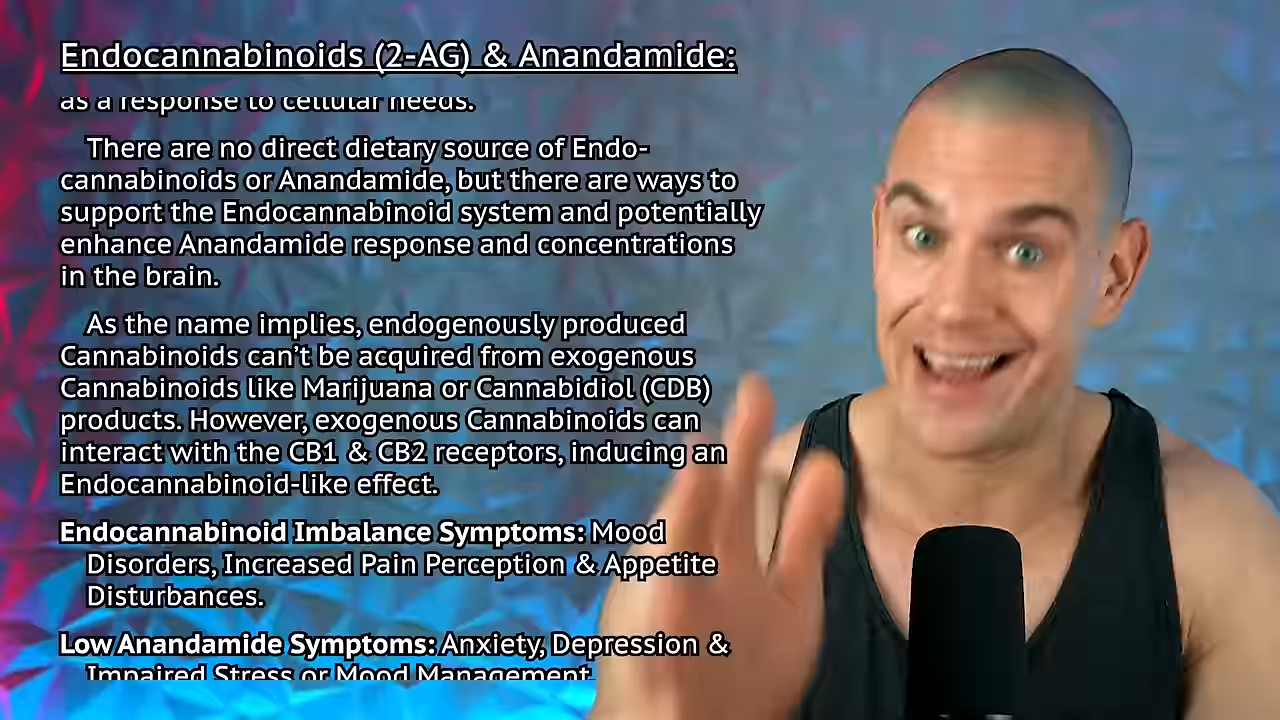 Endocannabinoids (2-AG) & Anandamide:
as a response to cellular needs.
There are no direct dietary source of Endo-
cannabinoids or Anandamide, but there are ways to
support the Endocannabinoid system and potentially
enhance Anandamide response and concentrations
in the brain.
As the name implies, endogenously produced
Cannabinoids can't be acquired from exogenous
Cannabinoids like Marijuana or Cannabidiol (CDB)
products. However, exogenous Cannabinoids can
interact with the CB1 & CB2 receptors, inducing an
Endocannabinoid-like effect.
Endocannabinoid Imbalance Symptoms: Mood
Disorders, Increased Pain Perception & Appetite
Disturbances.
Low Anandamide Symptoms: Anxiety, Depression &
Impaired Stress or Mood Management.